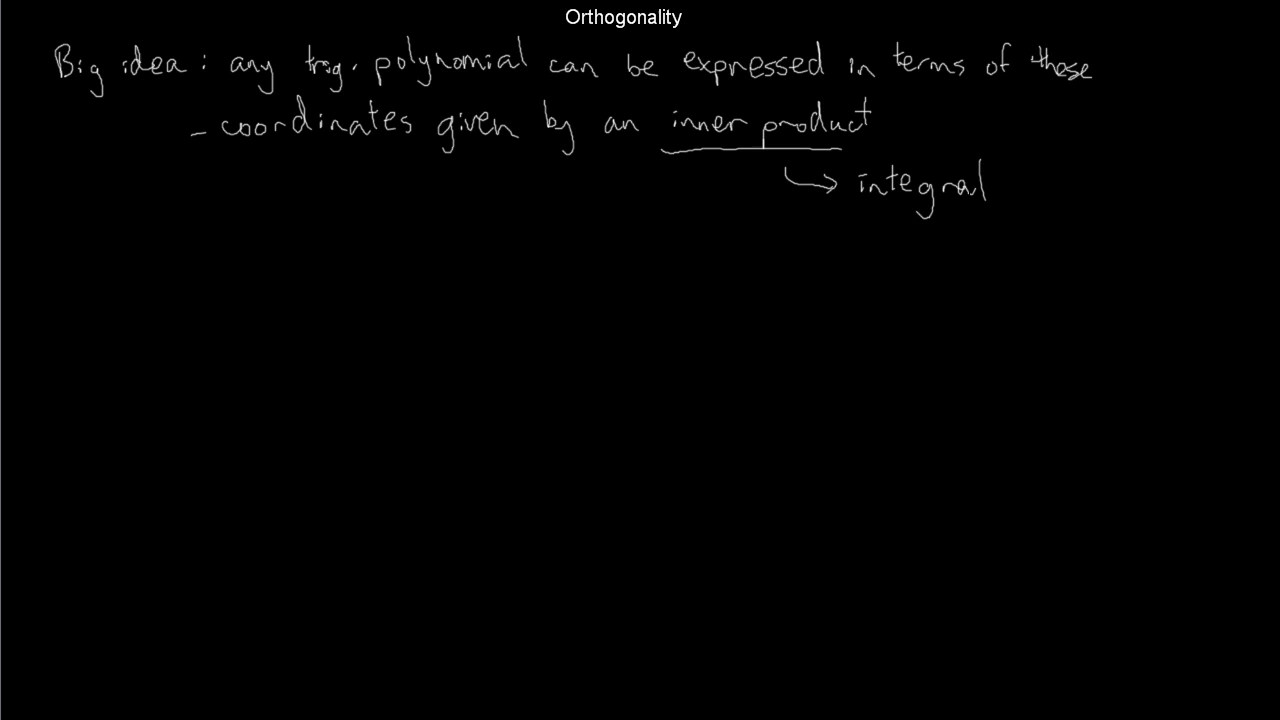 Orthogonality
Big idea: any trig. polynomial can be expressed in terms of these
- coordinates given by an inner product
↳ integral